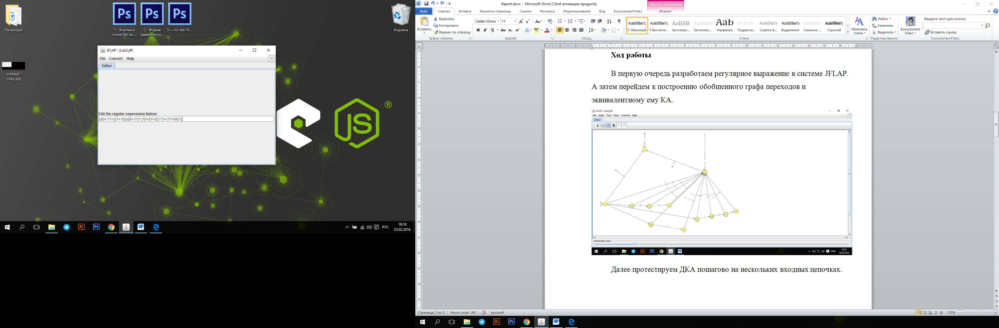 Developer
1 - Кнопки в
стиле flat (ис...
2 - Форма
заявки (исхо...
3+-+UI-kit+%...
Корзина
Untitled-1
copy.jpg
JFLAP : (Lab3.jff)
File Convert Help
Editor
Edit the regular expression below:
(00+11+(01+10)(00+11)*(10+01+0))*(1+(11+00)*)
JS ®
РУС
10:18
23.02.2016
Report.docx - Microsoft Word (Сбой активации продукта)
Работа с рисунками
Файл Главная Вставка Разметка страницы Ссылки Рассылки Рецензирование Вид КонсультантПлюс Формат
Вставить
Вырезать
Копировать
Формат по образцу
Буфер обмена
Calibri (Осно 11
Ж К Ч
Шрифт
Абзац
АаБбВвГг, АаБбВвГг, АаБбВ АаБбВв АаБ АаБбВв АаБбВвГг АаБбВвГг АаБбВвГг АаБбВвГг,
¶ Обычный ¶ Без инте... Заголово... Заголово... Название Подзагол... Слабое в... Выделение Сильное ... Строгий
Стили
Изменить
стили
Найти
Заменить
Выделить
Редактирование
Консультант
Плюс
Введите текст для поиска:
Вставить ссылку
КонсультантПлюс
Ход работы
В первую очередь разработаем регулярное выражение в системе JFLAP.
А затем перейдем к построению обобщенного графа переходов и
эквивалентному ему КА.
JFLAP : (Lab2.jff)
File Input Test View Convert Help
Editor
Automaton Size
ENG
12:41
16.02.2016
Далее протестируем ДКА пошагово на нескольких входных цепочках.
Страница: 2 из 5 Число слов: 168 русский 135%